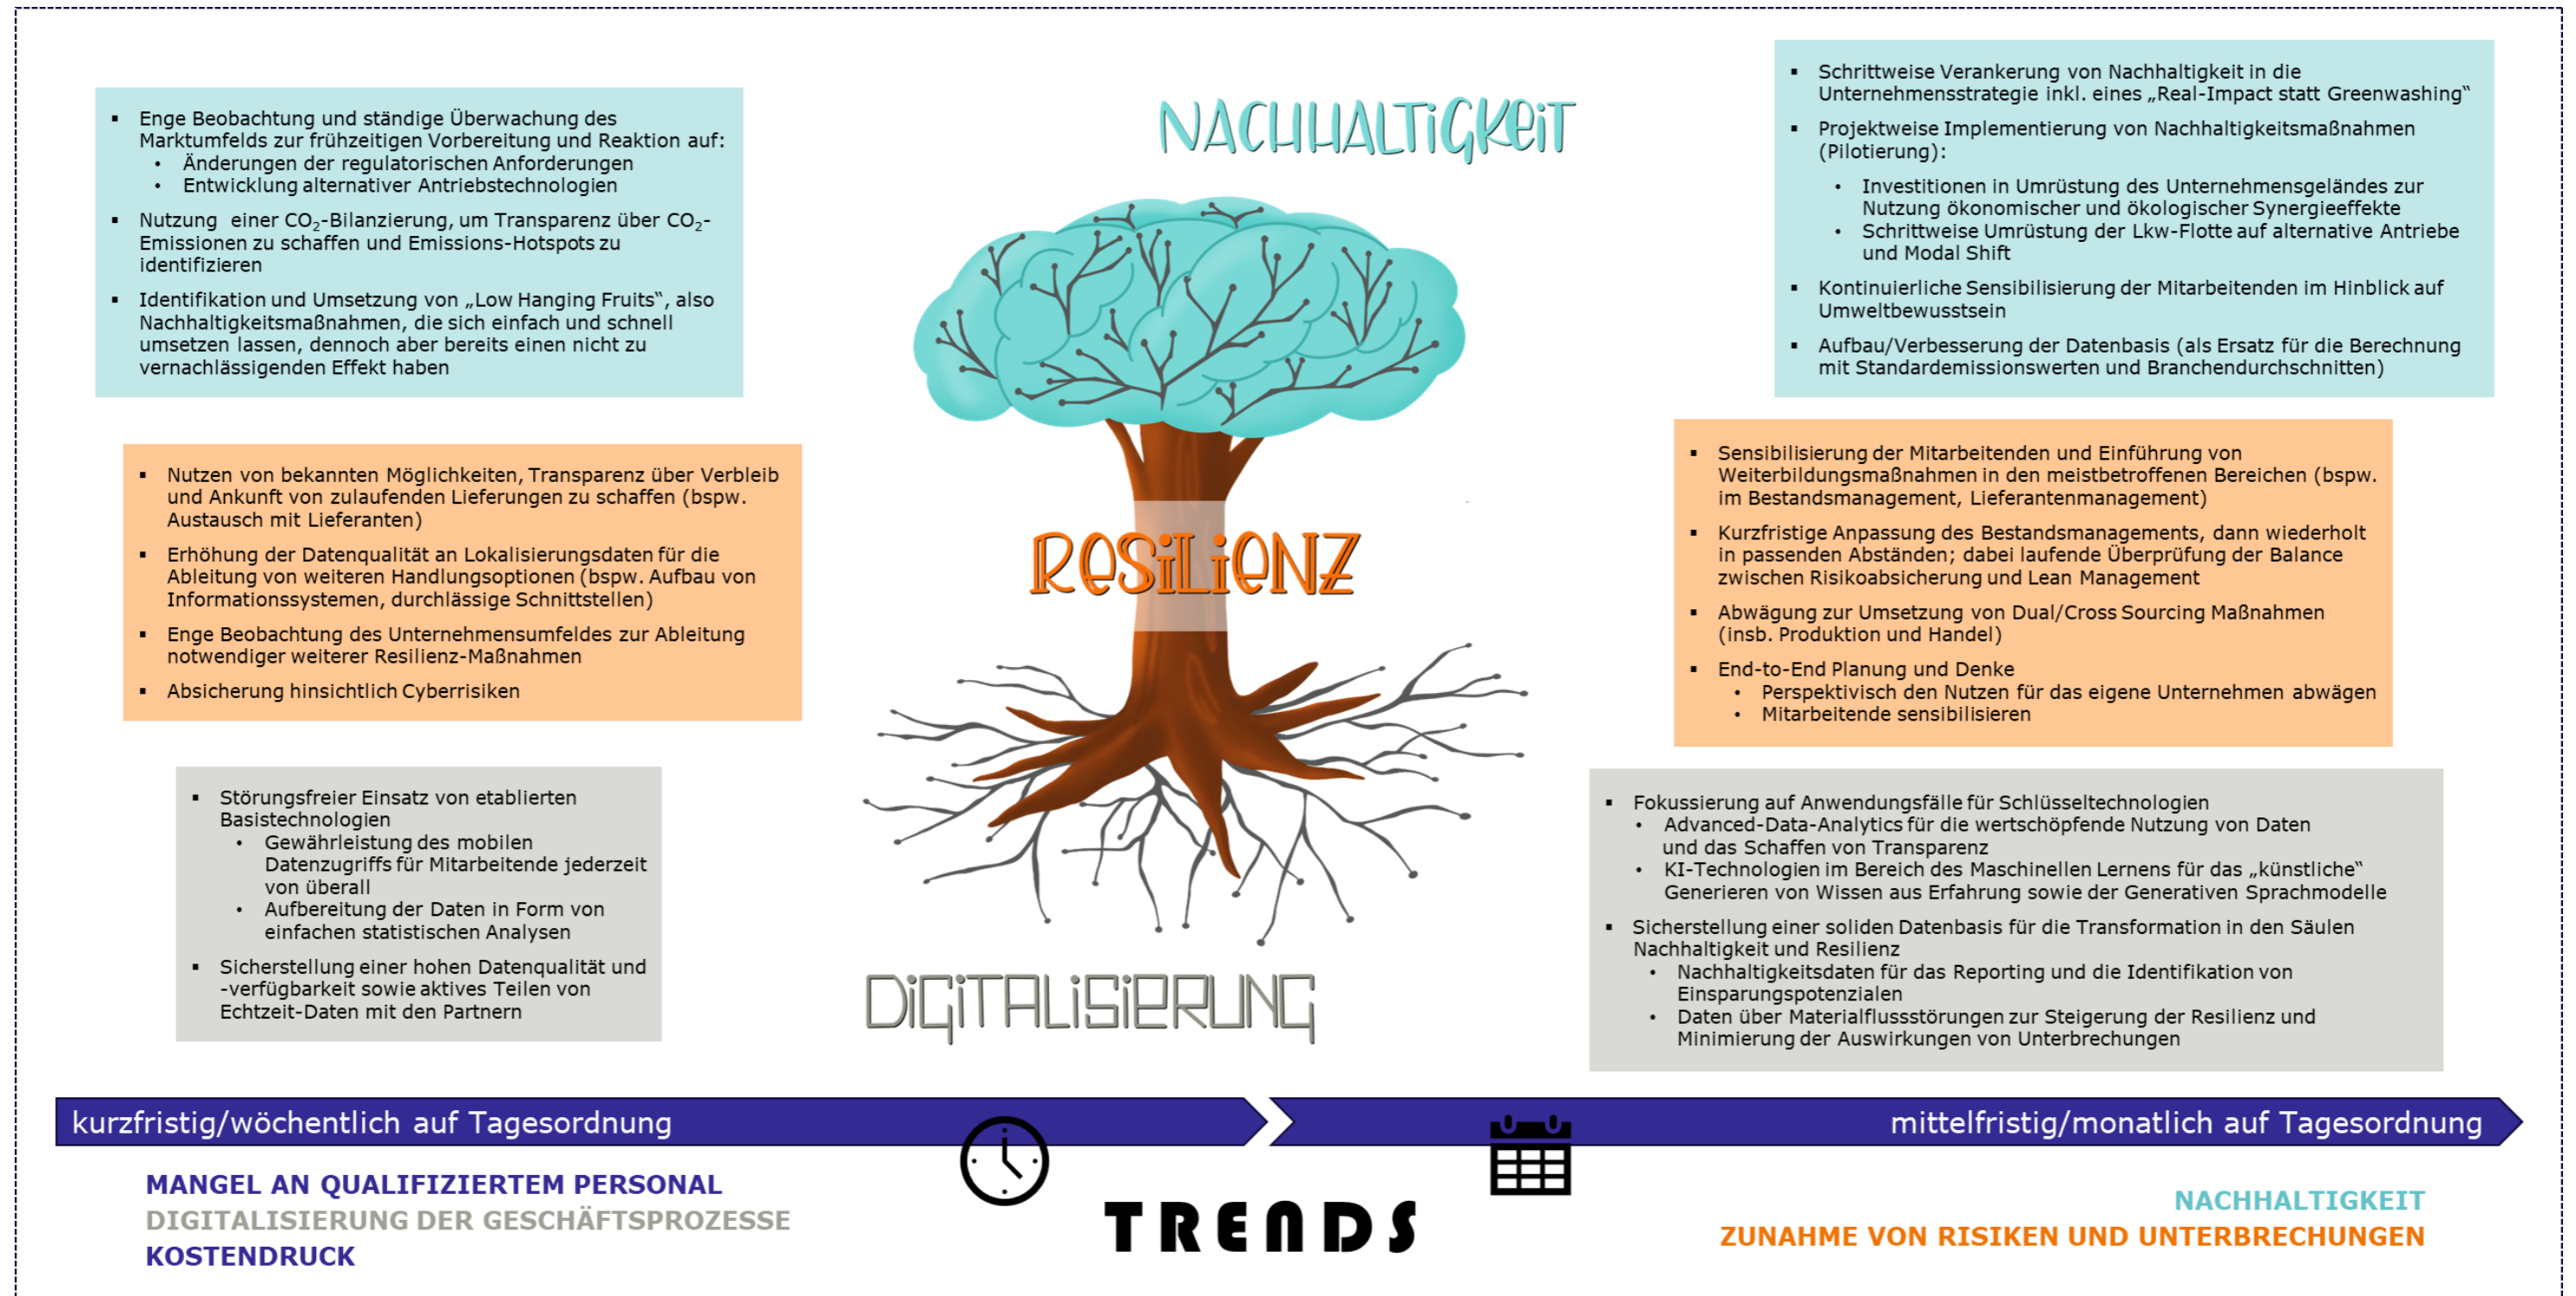 NACHHALTiGKEiT
▪ Enge Beobachtung und ständige Überwachung des
Marktumfelds zur frühzeitigen Vorbereitung und Reaktion auf:
• Änderungen der regulatorischen Anforderungen
• Entwicklung alternativer Antriebstechnologien
▪ Nutzung einer CO₂-Bilanzierung, um Transparenz über CO₂-
Emissionen zu schaffen und Emissions-Hotspots zu
identifizieren
▪ Identifikation und Umsetzung von „Low Hanging Fruits“, also
Nachhaltigkeitsmaßnahmen, die sich einfach und schnell
umsetzen lassen, dennoch aber bereits einen nicht zu
vernachlässigenden Effekt haben
▪ Schrittweise Verankerung von Nachhaltigkeit in die
Unternehmensstrategie inkl. eines „Real-Impact statt Greenwashing“
▪ Projektweise Implementierung von Nachhaltigkeitsmaßnahmen
(Pilotierung):
• Investitionen in Umrüstung des Unternehmensgeländes zur
Nutzung ökonomischer und ökologischer Synergieeffekte
• Schrittweise Umrüstung der Lkw-Flotte auf alternative Antriebe
und Modal Shift
▪ Kontinuierliche Sensibilisierung der Mitarbeitenden im Hinblick auf
Umweltbewusstsein
▪ Aufbau/Verbesserung der Datenbasis (als Ersatz für die Berechnung
mit Standardemissionswerten und Branchendurchschnitten)
RESiLiENZ
▪ Nutzen von bekannten Möglichkeiten, Transparenz über Verbleib
und Ankunft von zulaufenden Lieferungen zu schaffen (bspw.
Austausch mit Lieferanten)
▪ Erhöhung der Datenqualität an Lokalisierungsdaten für die
Ableitung von weiteren Handlungsoptionen (bspw. Aufbau von
Informationssystemen, durchlässige Schnittstellen)
▪ Enge Beobachtung des Unternehmensumfeldes zur Ableitung
notwendiger weiterer Resilienz-Maßnahmen
▪ Absicherung hinsichtlich Cyberrisiken
▪ Sensibilisierung der Mitarbeitenden und Einführung von
Weiterbildungsmaßnahmen in den meistbetroffenen Bereichen (bspw.
im Bestandsmanagement, Lieferantenmanagement)
▪ Kurzfristige Anpassung des Bestandsmanagements, dann wiederholt
in passenden Abständen; dabei laufende Überprüfung der Balance
zwischen Risikoabsicherung und Lean Management
▪ Abwägung zur Umsetzung von Dual/Cross Sourcing Maßnahmen
(insb. Produktion und Handel)
▪ End-to-End Planung und Denke
• Perspektivisch den Nutzen für das eigene Unternehmen abwägen
• Mitarbeitende sensibilisieren
DiGiTALiSiERUNG
▪ Störungsfreier Einsatz von etablierten
Basistechnologien
• Gewährleistung des mobilen
Datenzugriffs für Mitarbeitende jederzeit
von überall
• Aufbereitung der Daten in Form von
einfachen statistischen Analysen
▪ Sicherstellung einer hohen Datenqualität und
-verfügbarkeit sowie aktives Teilen von
Echtzeit-Daten mit den Partnern
▪ Fokussierung auf Anwendungsfälle für Schlüsseltechnologien
• Advanced-Data-Analytics für die wertschöpfende Nutzung von Daten
und das Schaffen von Transparenz
• KI-Technologien im Bereich des Maschinellen Lernens für das „künstliche“
Generieren von Wissen aus Erfahrung sowie der Generativen Sprachmodelle
▪ Sicherstellung einer soliden Datenbasis für die Transformation in den Säulen
Nachhaltigkeit und Resilienz
• Nachhaltigkeitsdaten für das Reporting und die Identifikation von
Einsparungspotenzialen
• Daten über Materialflussstörungen zur Steigerung der Resilienz und
Minimierung der Auswirkungen von Unterbrechungen
kurzfristig/wöchentlich auf Tagesordnung
mittelfristig/monatlich auf Tagesordnung
MANGEL AN QUALIFIZIERTEM PERSONAL
DIGITALISIERUNG DER GESCHÄFTSPROZESSE
KOSTENDRUCK
TRENDS
NACHHALTIGKEIT
ZUNAHME VON RISIKEN UND UNTERBRECHUNGEN